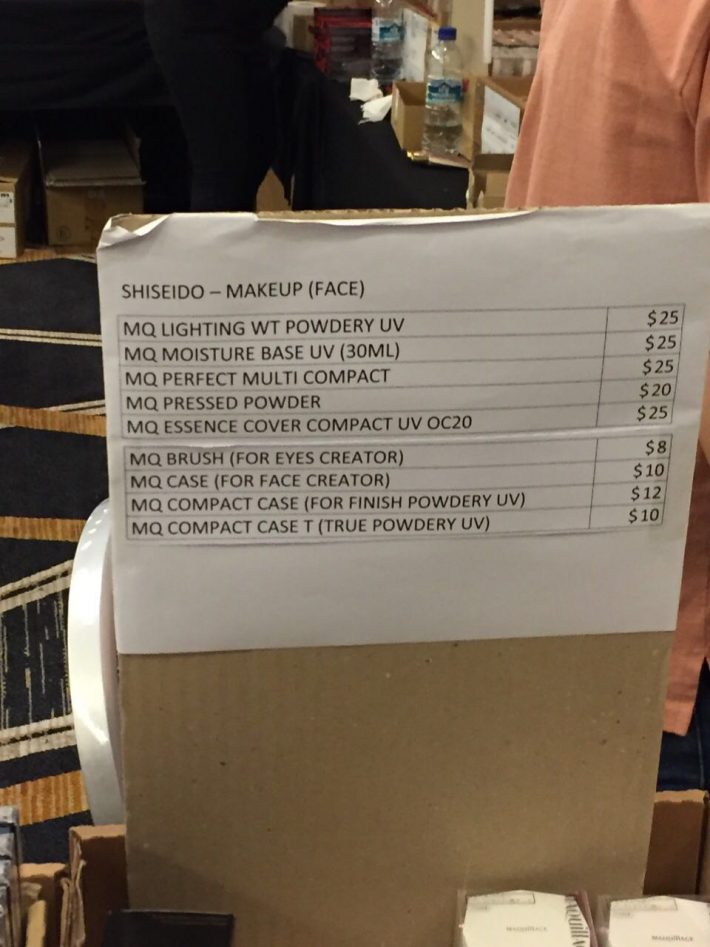 SHISEIDO – MAKEUP (FACE)
MQ LIGHTING WT POWDERY UV $25
MQ MOISTURE BASE UV (30ML) $25
MQ PERFECT MULTI COMPACT $25
MQ PRESSED POWDER $20
MQ ESSENCE COVER COMPACT UV OC20 $25
MQ BRUSH (FOR EYES CREATOR) $8
MQ CASE (FOR FACE CREATOR) $10
MQ COMPACT CASE (FOR FINISH POWDERY UV) $12
MQ COMPACT CASE T (TRUE POWDERY UV) $10
MAQUILLAGE
MAQUILLAGE